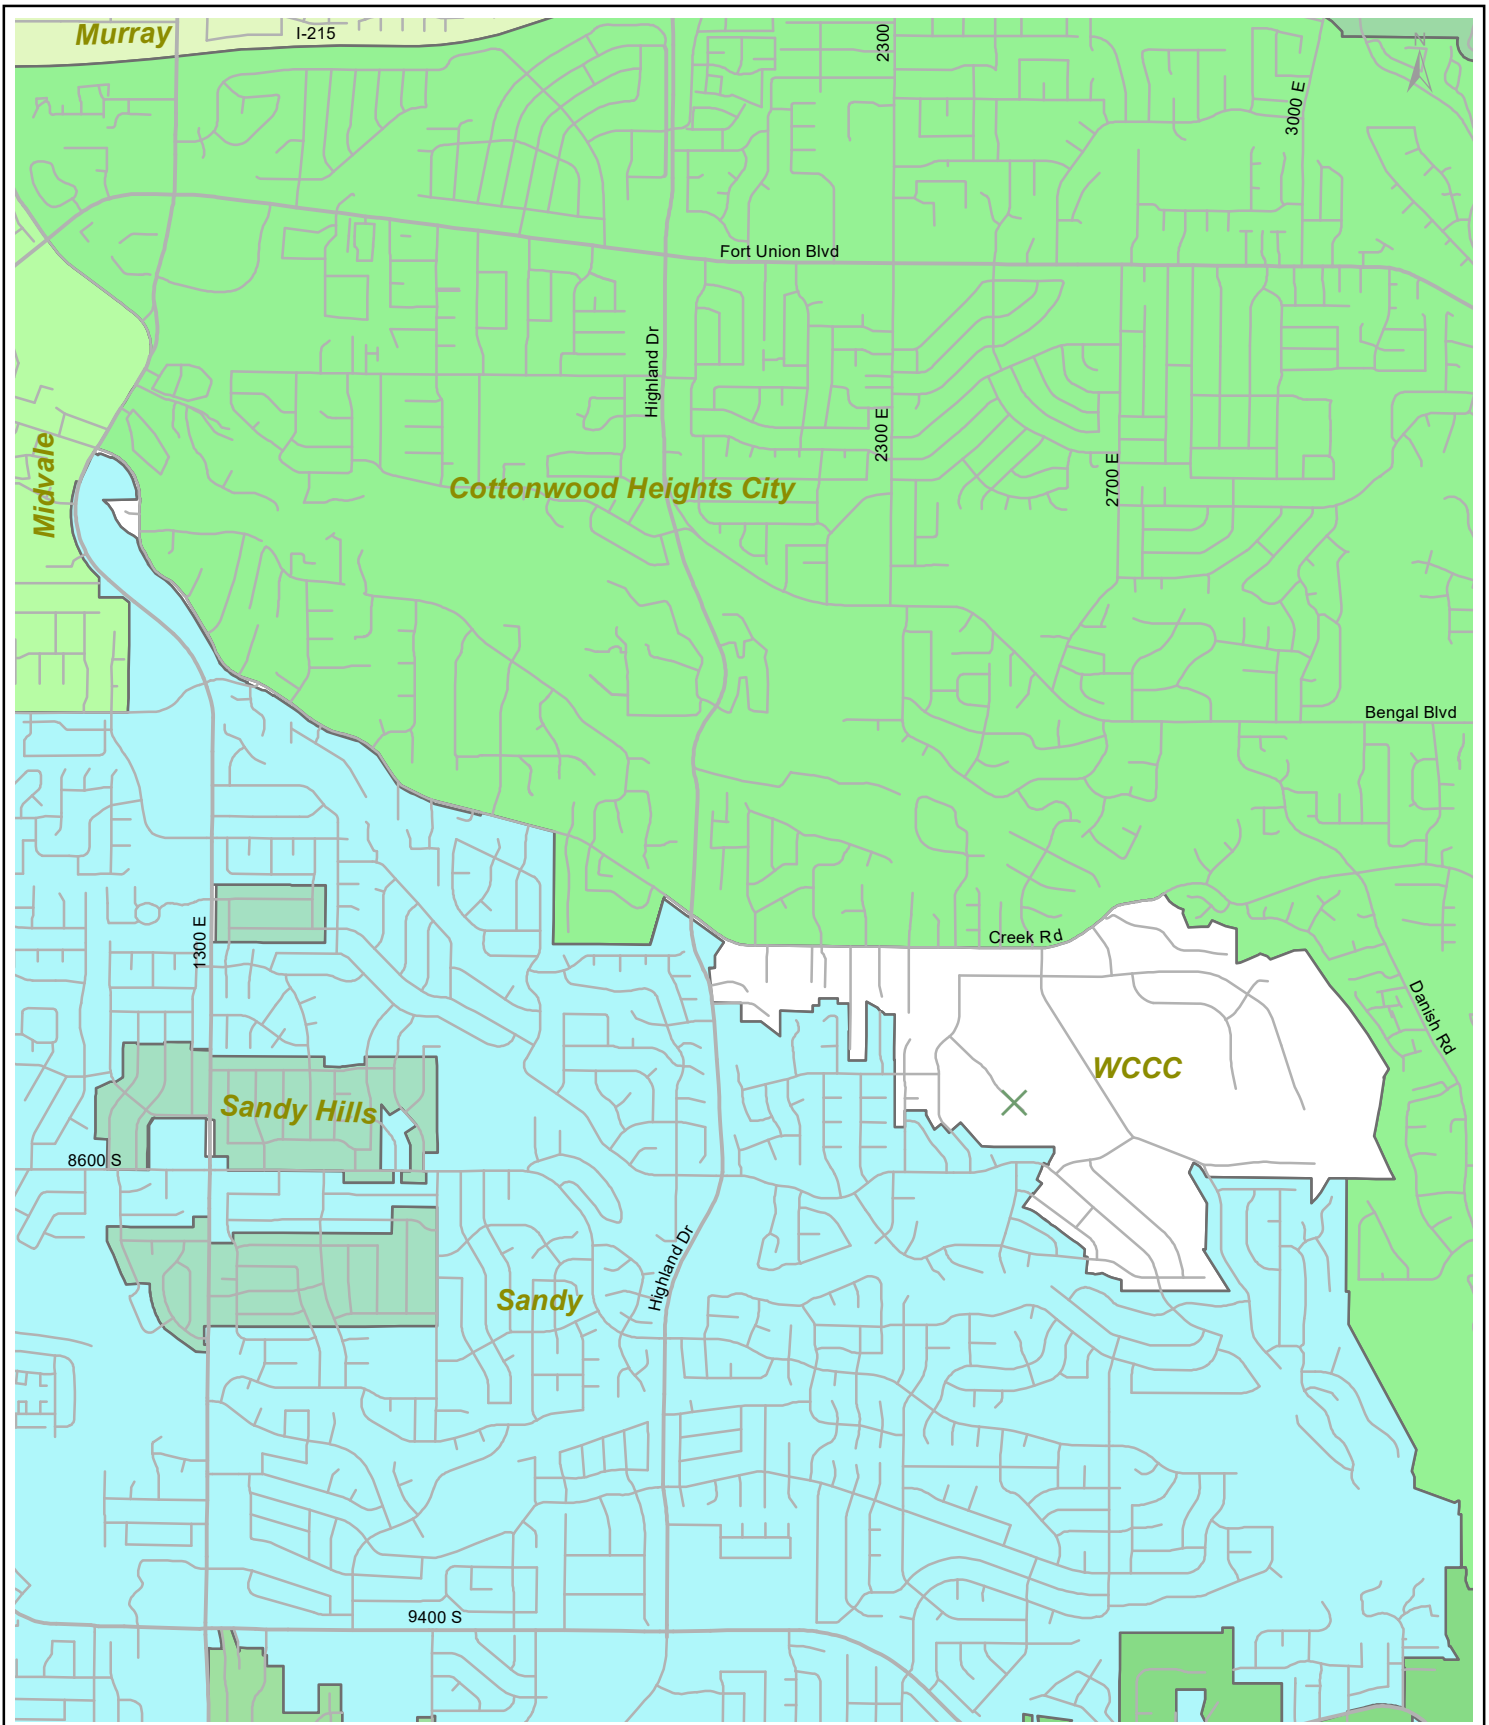 Murray
I-215
2300
N
3000 E
Fort Union Blvd
Highland Dr
2300 E
2700 E
Midvale
Cottonwood Heights City
Bengal Blvd
1300 E
Creek Rd
Danish Rd
WCCC
Sandy Hills
8600 S
Highland Dr
Sandy
9400 S